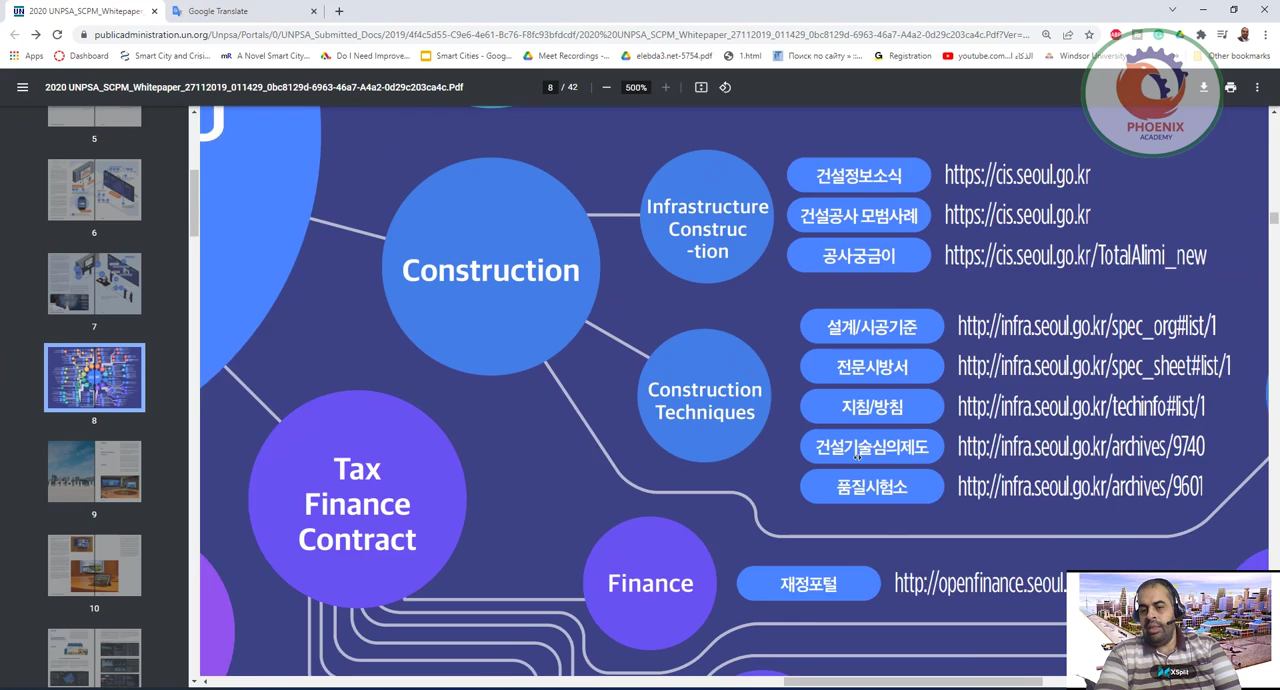 2020 UNPSA_SCPM_Whitepaper
Google Translate
publicadministration.un.org/Unpsa/Portals/0/UNPSA_Submitted_Docs/2019/4f4c5d55-C9e6-4e61-Bc76-F8fc93bfdcdf/2020%20UNPSA_SCPM_Whitepaper_27112019_011429_0bc8129d-6963-46a7-A4a2-0d29c203ca4c.Pdf?Ver=...
Apps
Dashboard
Smart City and Crisi...
A Novel Smart City...
Do I Need Improve...
Smart Cities - Goog...
Meet Recordings -...
elebda3.net-5754.pdf
1.html
Поиск по сайту » ::...
Registration
youtube.com/...
Windsor
Other bookmarks
2020 UNPSA_SCPM_Whitepaper_27112019_011429_0bc8129d-6963-46a7-A4a2-0d29c203ca4c.Pdf
8 / 42
500%
PHOENIX
ACADEMY
5
6
7
8
9
10
Construction
Infrastructure
Construc
-tion
건설정보소식 https://cis.seoul.go.kr
건설공사 모범사례 https://cis.seoul.go.kr
공사궁금이 https://cis.seoul.go.kr/TotalAlimi_new
Construction
Techniques
설계/시공기준 http://infra.seoul.go.kr/spec_org#list/1
전문시방서 http://infra.seoul.go.kr/spec_sheet#list/1
지침/방침 http://infra.seoul.go.kr/techinfo#list/1
건설기술심의제도 http://infra.seoul.go.kr/archives/9740
품질시험소 http://infra.seoul.go.kr/archives/9601
Tax
Finance
Contract
Finance
재정포털 http://openfinance.seoul.
XSplit